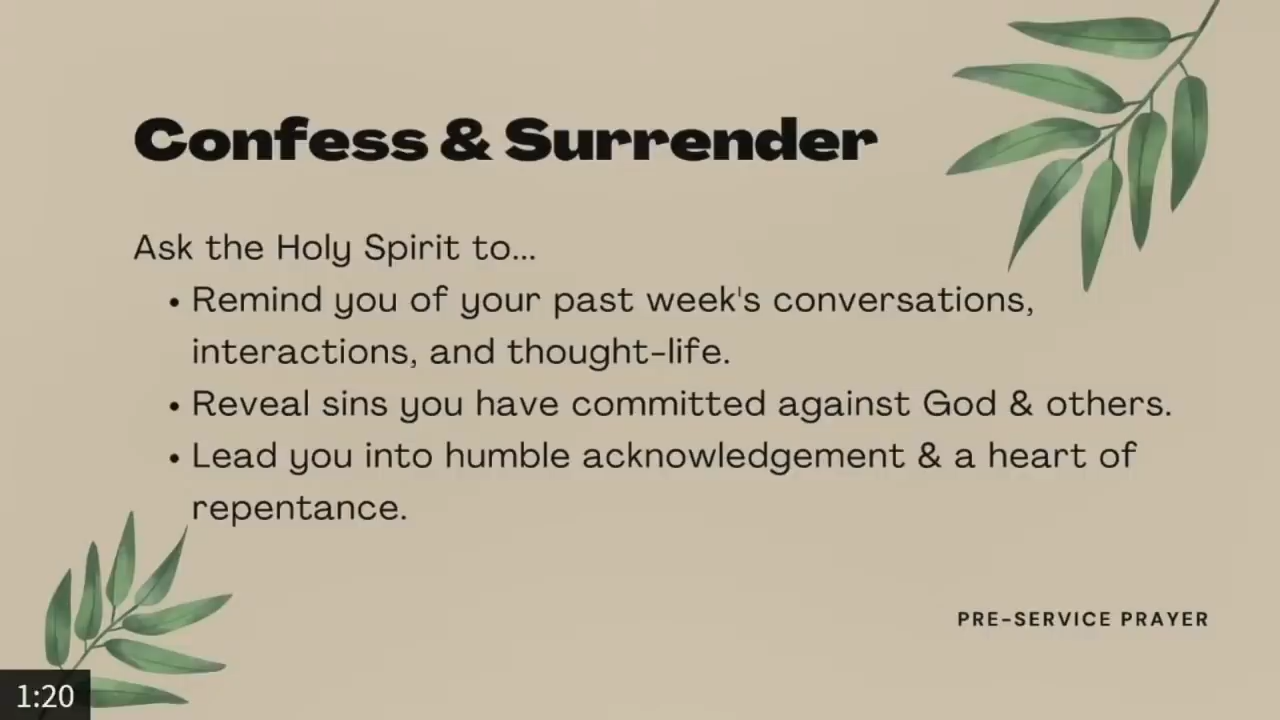 Confess & Surrender
Ask the Holy Spirit to...
• Remind you of your past week's conversations,
interactions, and thought-life.
• Reveal sins you have committed against God & others.
• Lead you into humble acknowledgement & a heart of
repentance.
PRE-SERVICE PRAYER
1:20